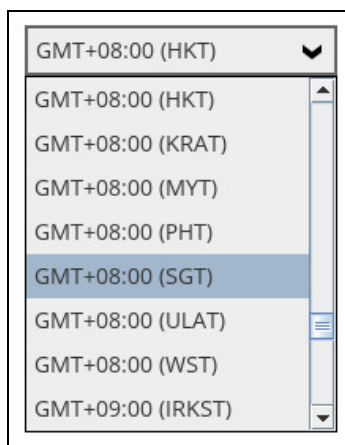 GMT+08:00 (HKT)
GMT+08:00 (HKT)
GMT+08:00 (KRAT)
GMT+08:00 (MYT)
GMT+08:00 (PHT)
GMT+08:00 (SGT)
GMT+08:00 (ULAT)
GMT+08:00 (WST)
GMT+09:00 (IRKST)